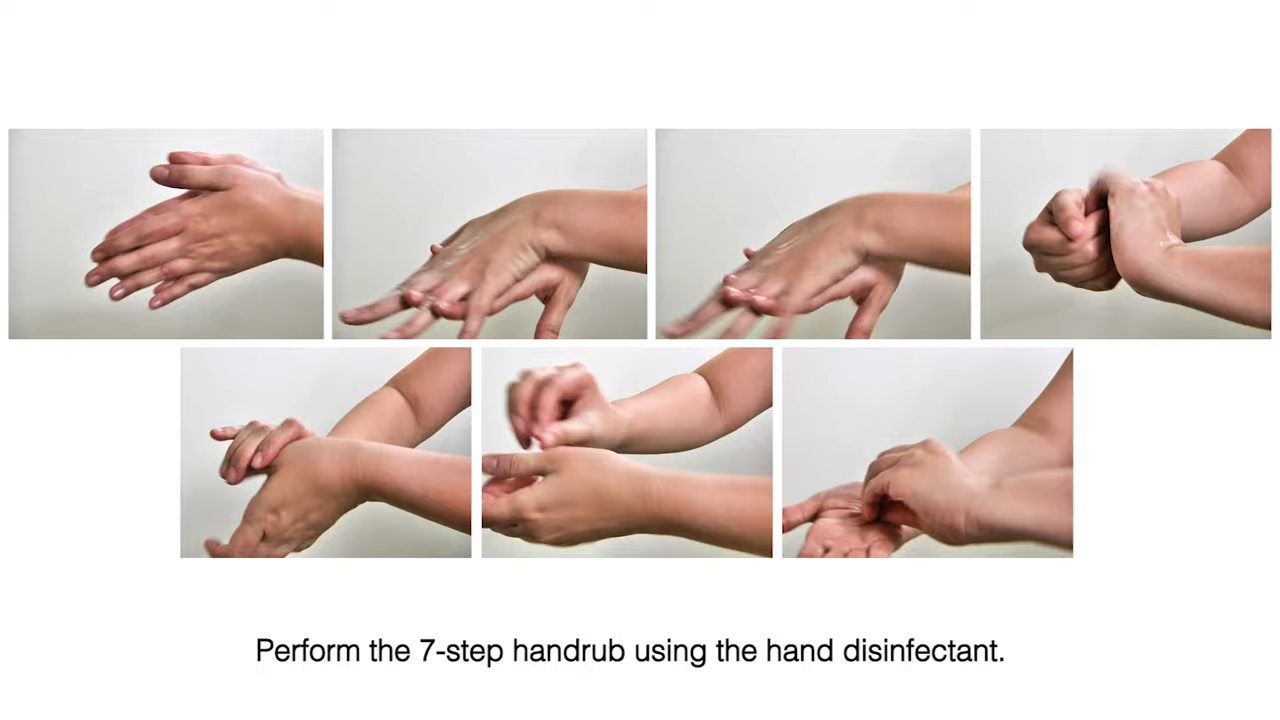 Perform the 7-step handrub using the hand disinfectant.